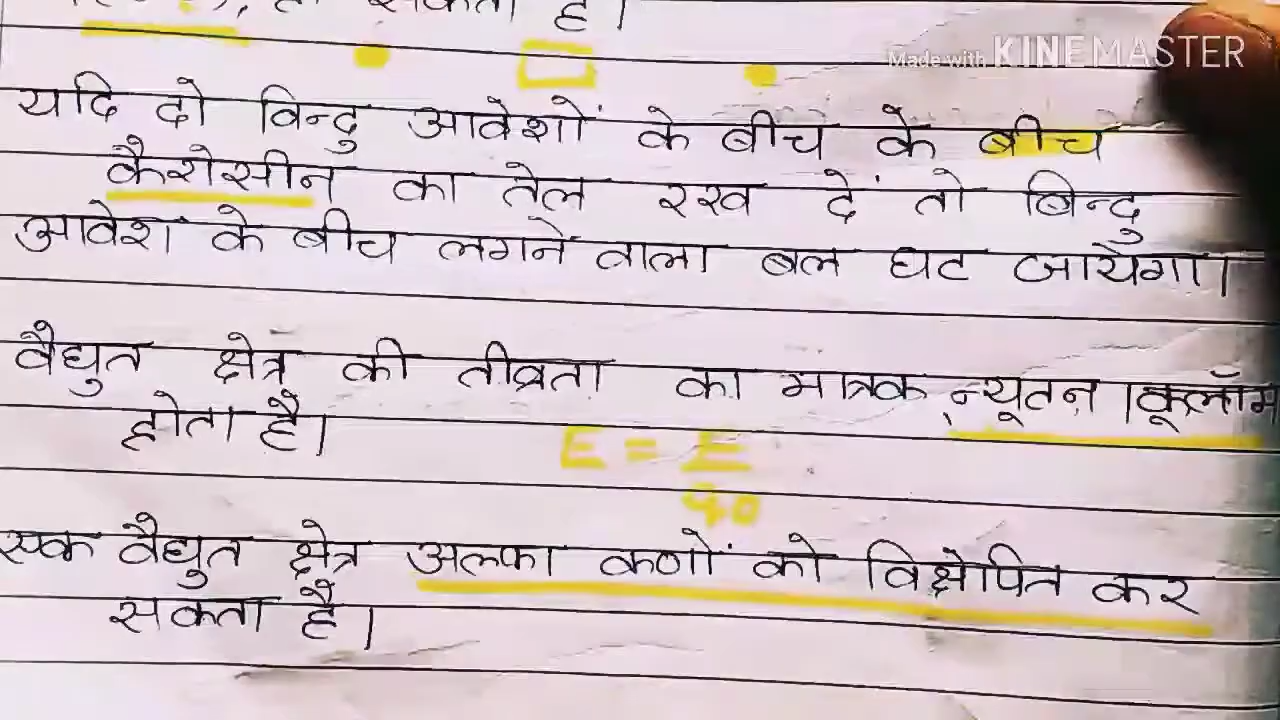 सकता है।
Made with KINEMASTER
यदि दो विन्दु आवेशों के बीच के बीच
कैरोसीन का तेल रख दें तो बिन्दु
आवेश के बीच लगने वाला बल घट जायेगा।
वैद्युत क्षेत्र की तीव्रता का मात्रक न्यूटन/कूलॉम
होता है।
E = F
q0
एक वैद्युत क्षेत्र अल्फा कणों को विक्षेपित कर
सकता है।